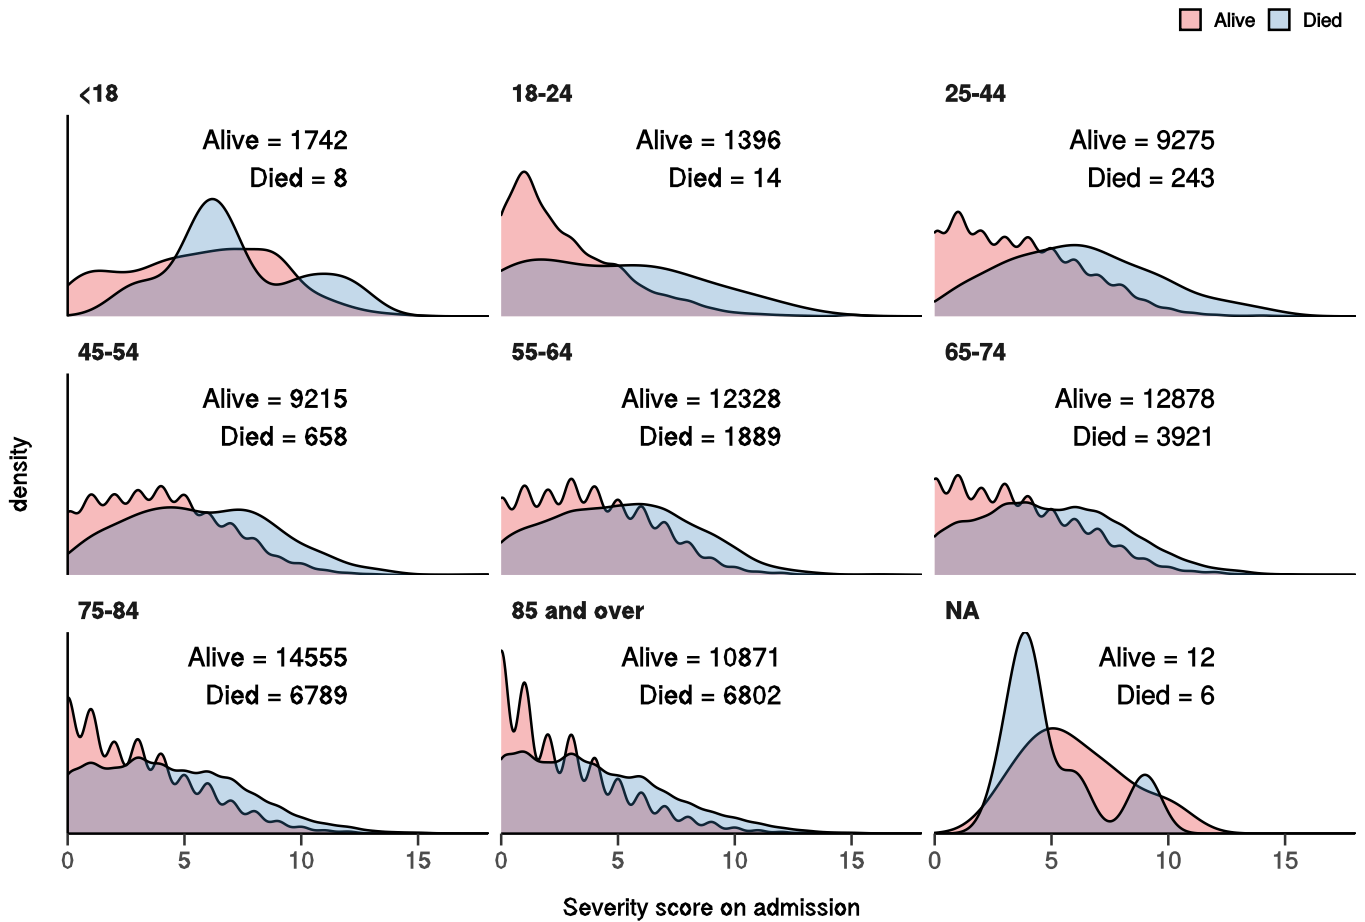 Alive Died
<18 18-24 25-44
Alive = 1742 Alive = 1396 Alive = 9275
Died = 8 Died = 14 Died = 243
45-54 55-64 65-74
Alive = 9215 Alive = 12328 Alive = 12878
Died = 658 Died = 1889 Died = 3921
density
75-84 85 and over NA
Alive = 14555 Alive = 10871 Alive = 12
Died = 6789 Died = 6802 Died = 6
0 5 10 15 0 5 10 15 0 5 10 15
Severity score on admission